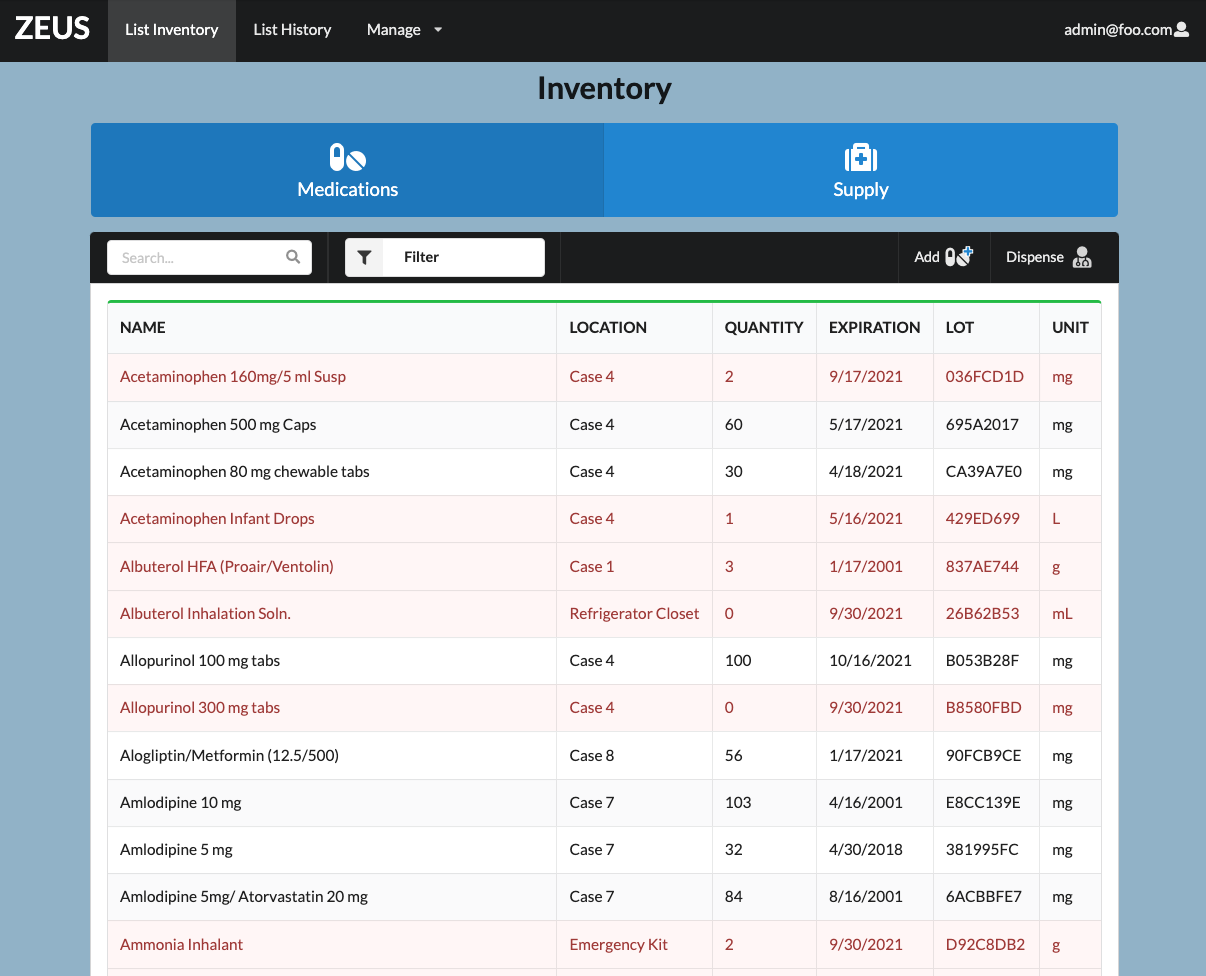 ZEUS List Inventory List History Manage admin@foo.com
Inventory
Medications Supply
Search... Filter Add Dispense
NAME LOCATION QUANTITY EXPIRATION LOT UNIT
Acetaminophen 160mg/5 ml Susp Case 4 2 9/17/2021 036FCD1D mg
Acetaminophen 500 mg Caps Case 4 60 5/17/2021 695A2017 mg
Acetaminophen 80 mg chewable tabs Case 4 30 4/18/2021 CA39A7E0 mg
Acetaminophen Infant Drops Case 4 1 5/16/2021 429ED699 L
Albuterol HFA (Proair/Ventolin) Case 1 3 1/17/2001 837AE744 g
Albuterol Inhalation Soln. Refrigerator Closet 0 9/30/2021 26B62B53 mL
Allopurinol 100 mg tabs Case 4 100 10/16/2021 B053B28F mg
Allopurinol 300 mg tabs Case 4 0 9/30/2021 B8580FBD mg
Alogliptin/Metformin (12.5/500) Case 8 56 1/17/2021 90FCB9CE mg
Amlodipine 10 mg Case 7 103 4/16/2001 E8CC139E mg
Amlodipine 5 mg Case 7 32 4/30/2018 381995FC mg
Amlodipine 5mg/ Atorvastatin 20 mg Case 7 84 8/16/2001 6ACBBFE7 mg
Ammonia Inhalant Emergency Kit 2 9/30/2021 D92C8DB2 g